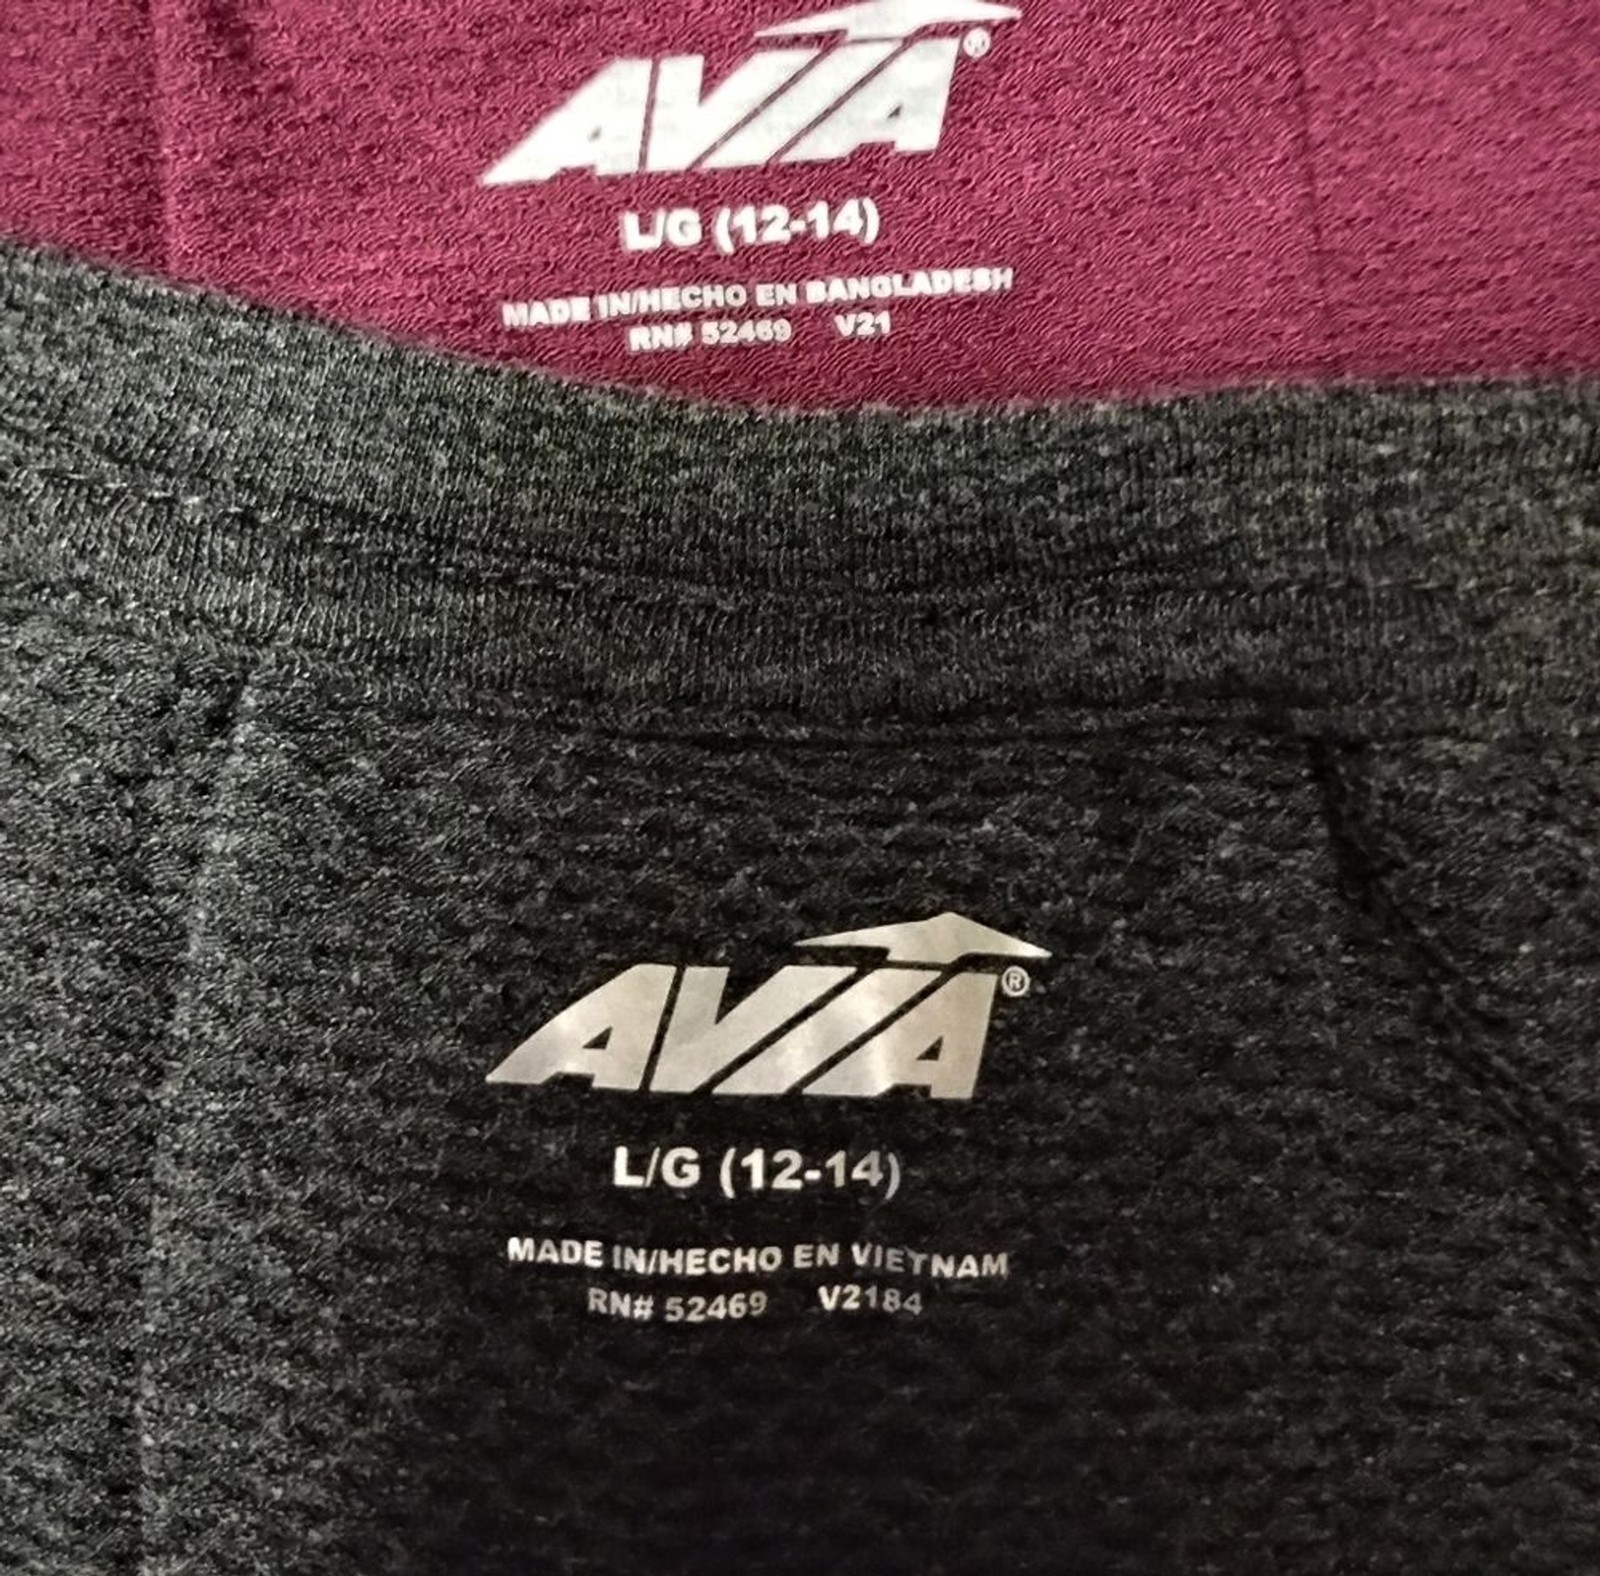 AVIA®
L/G (12-14)
MADE IN/HECHO EN BANGLADESH
RN# 52469 V21
AVIA®
L/G (12-14)
MADE IN/HECHO EN VIETNAM
RN# 52469 V2184